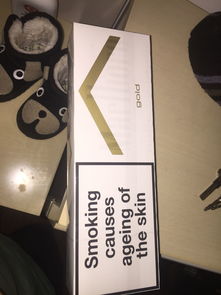 gold
Smoking
causes
ageing of
the skin